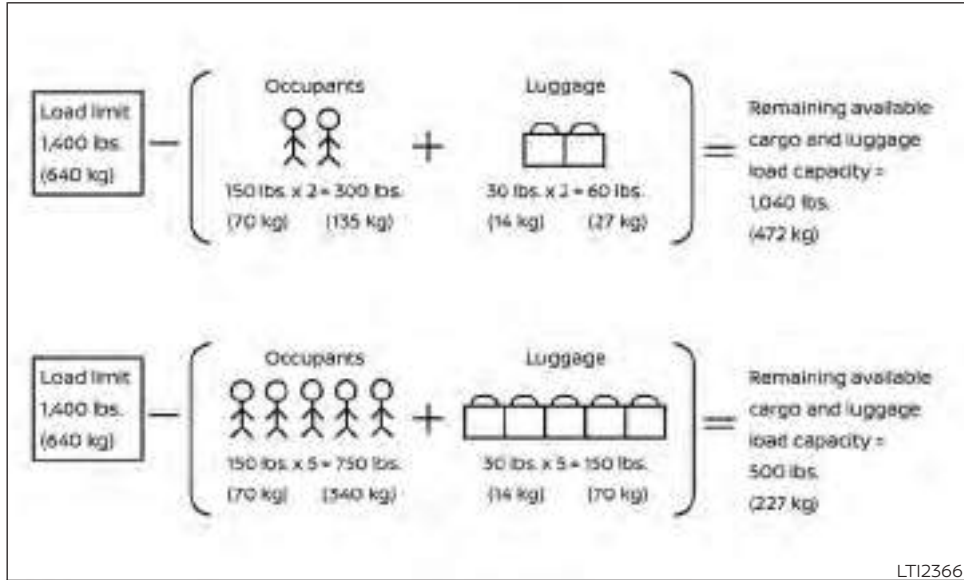 Occupants
Luggage
Load limit
1,400 lbs.
(640 kg)
150 lbs. x 2 = 300 lbs.
(70 kg) (135 kg)
30 lbs. x 2 = 60 lbs.
(14 kg) (27 kg)
Remaining available
cargo and luggage
load capacity =
1,040 lbs.
(472 kg)
Occupants
Luggage
Load limit
1,400 lbs.
(640 kg)
150 lbs. x 5 = 750 lbs.
(70 kg) (340 kg)
30 lbs. x 5 = 150 lbs.
(14 kg) (70 kg)
Remaining available
cargo and luggage
load capacity =
500 lbs.
(227 kg)
LTI2366